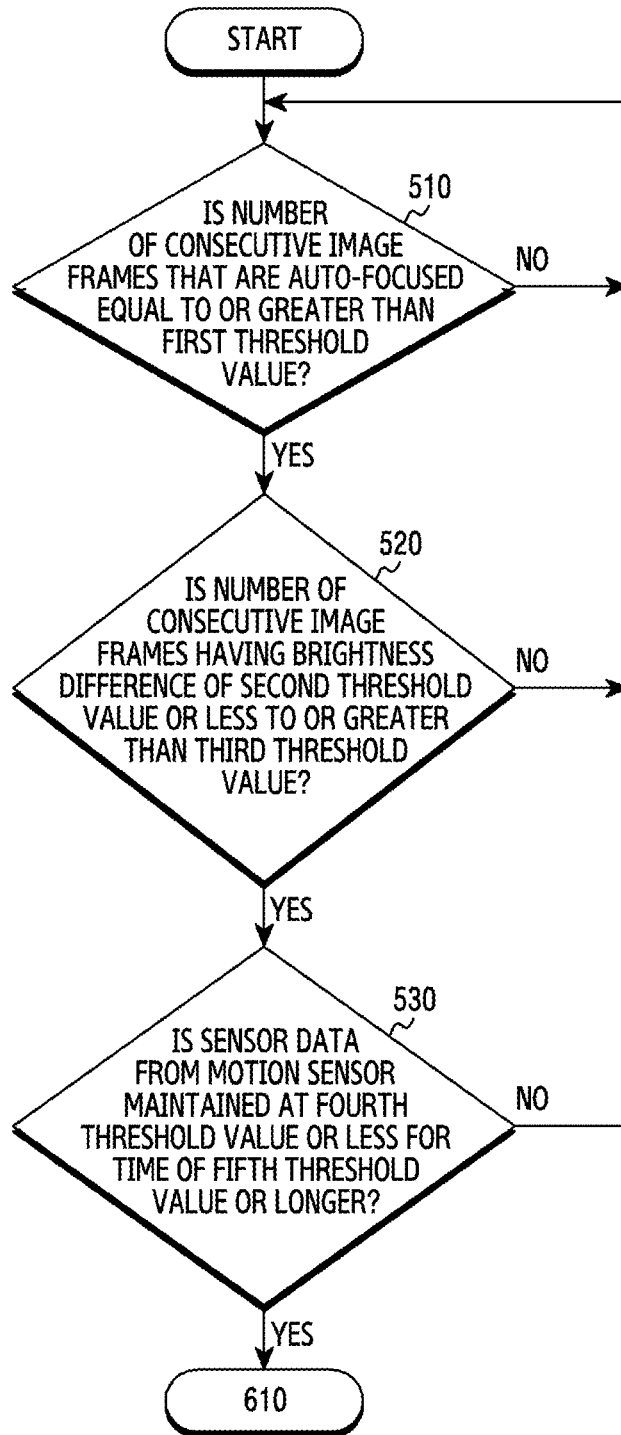 START
510
IS NUMBER
OF CONSECUTIVE IMAGE
FRAMES THAT ARE AUTO-FOCUSED
EQUAL TO OR GREATER THAN
FIRST THRESHOLD
VALUE?
NO
YES
520
IS NUMBER OF
CONSECUTIVE IMAGE
FRAMES HAVING BRIGHTNESS
DIFFERENCE OF SECOND THRESHOLD
VALUE OR LESS TO OR GREATER
THAN THIRD THRESHOLD
VALUE?
NO
YES
530
IS SENSOR DATA
FROM MOTION SENSOR
MAINTAINED AT FOURTH
THRESHOLD VALUE OR LESS FOR
TIME OF FIFTH THRESHOLD
VALUE OR LONGER?
NO
YES
610